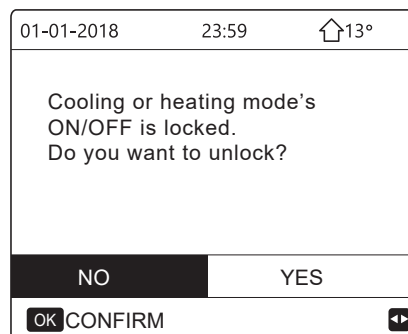 01-01-2018 23:59 13°
Cooling or heating mode's
ON/OFF is locked.
Do you want to unlock?
NO YES
OK CONFIRM